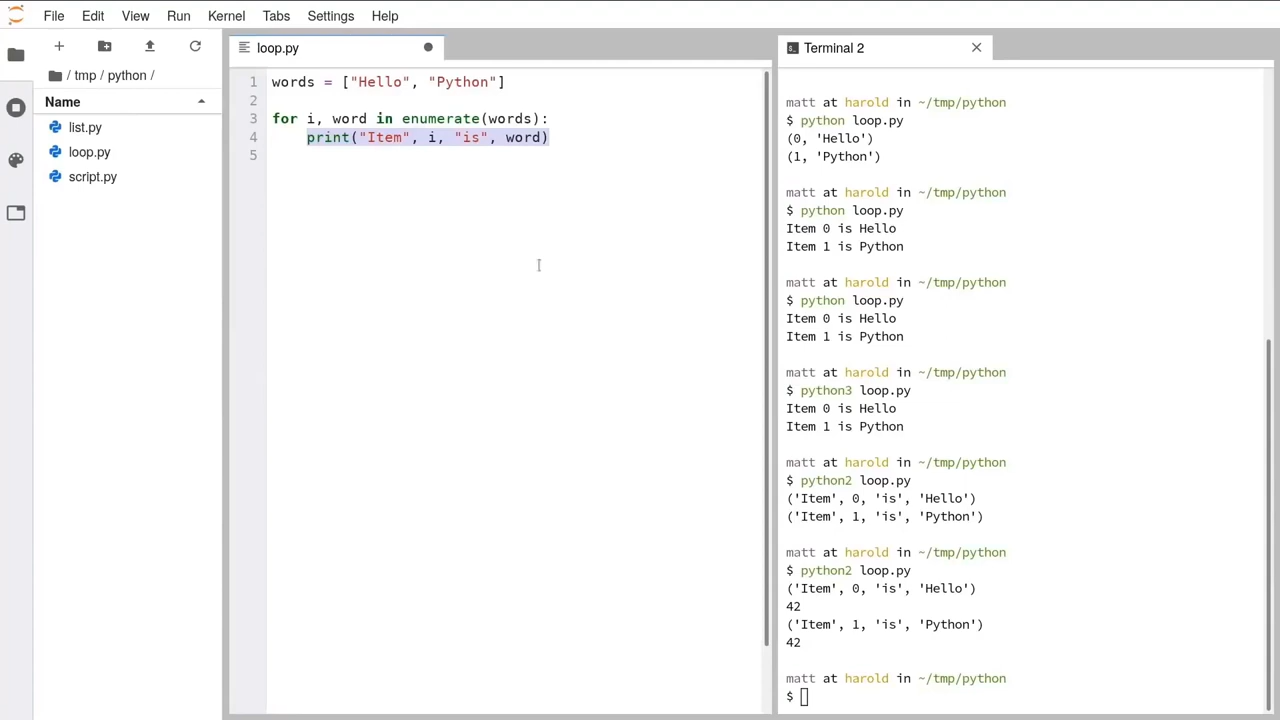 File Edit View Run Kernel Tabs Settings Help
/ tmp / python /
Name
list.py
loop.py
script.py
loop.py
1 words = ["Hello", "Python"]
2
3 for i, word in enumerate(words):
4     print("Item", i, "is", word)
5
Terminal 2
matt at harold in ~/tmp/python
$ python loop.py
(0, 'Hello')
(1, 'Python')
matt at harold in ~/tmp/python
$ python loop.py
Item 0 is Hello
Item 1 is Python
matt at harold in ~/tmp/python
$ python loop.py
Item 0 is Hello
Item 1 is Python
matt at harold in ~/tmp/python
$ python3 loop.py
Item 0 is Hello
Item 1 is Python
matt at harold in ~/tmp/python
$ python2 loop.py
('Item', 0, 'is', 'Hello')
('Item', 1, 'is', 'Python')
matt at harold in ~/tmp/python
$ python2 loop.py
('Item', 0, 'is', 'Hello')
42
('Item', 1, 'is', 'Python')
42
matt at harold in ~/tmp/python
$